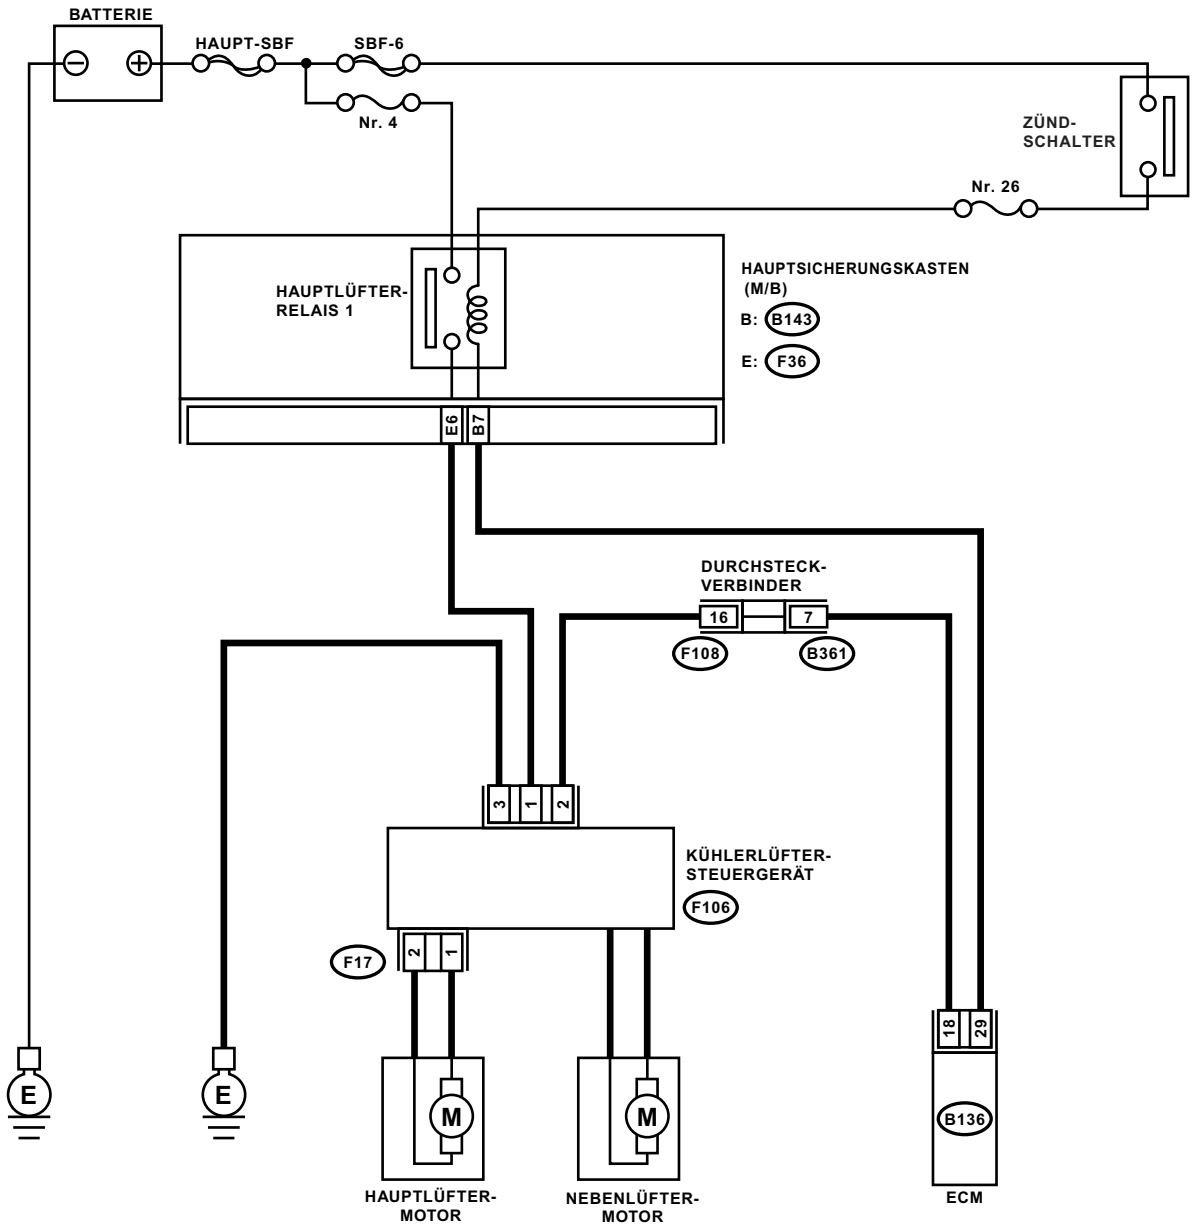 BATTERIE
HAUPT-SBF
SBF-6
Nr. 4
ZÜND-
SCHALTER
Nr. 26
HAUPTLÜFTER-
RELAIS 1
HAUPTSICHERUNGSKASTEN
(M/B)
B: B143
E: F36
E6
B7
DURCHSTECK-
VERBINDER
16
7
F108
B361
3
1
2
KÜHLERLÜFTER-
STEUERGERÄT
F106
F17
2
1
18
29
E
E
M
M
B136
HAUPTLÜFTER-
MOTOR
NEBENLÜFTER-
MOTOR
ECM